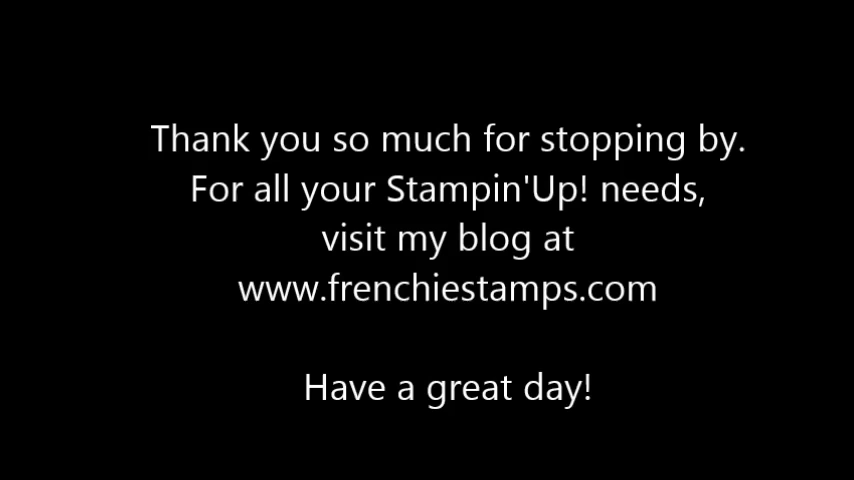 Thank you so much for stopping by.
For all your Stampin'Up! needs,
visit my blog at
www.frenchiestamps.com
Have a great day!